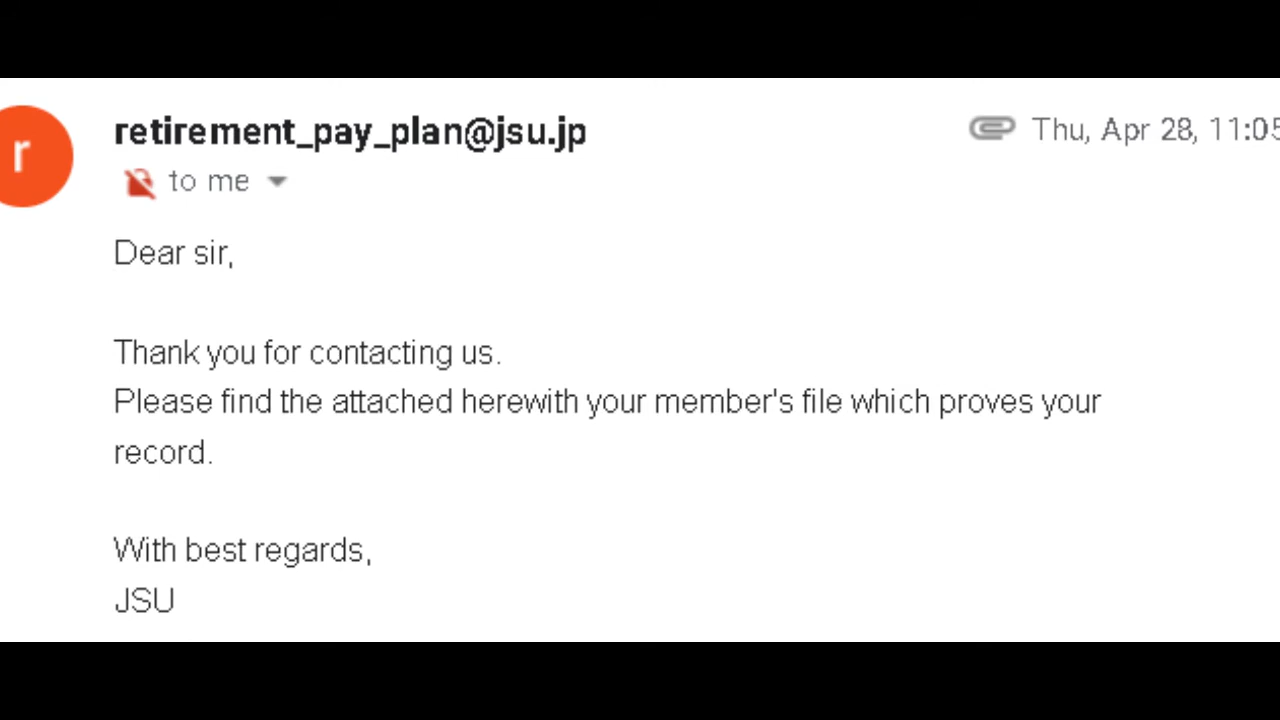 r
retirement_pay_plan@jsu.jp
Thu, Apr 28, 11:05
to me
Dear sir,
Thank you for contacting us.
Please find the attached herewith your member's file which proves your
record.
With best regards,
JSU